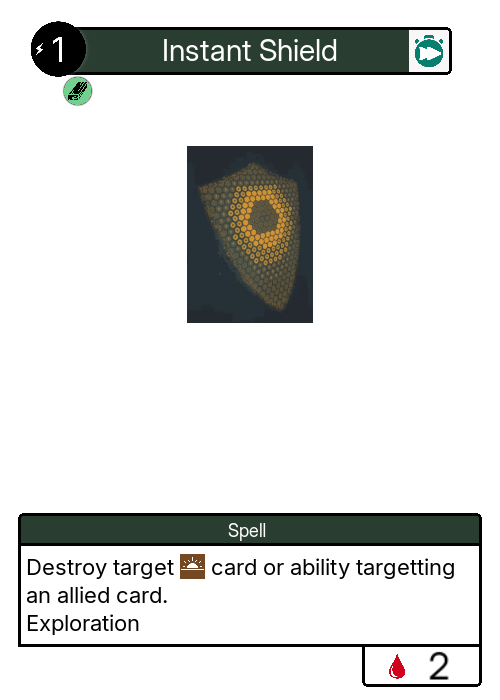 1
Instant Shield
Spell
Destroy target card or ability targetting
an allied card.
Exploration
2